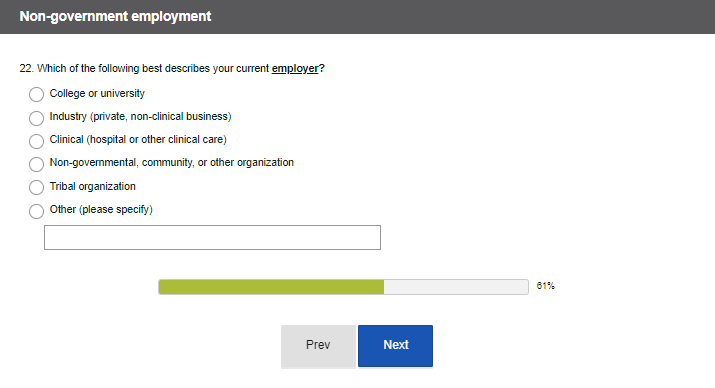 Non-government employment
22. Which of the following best describes your current employer?
College or university
Industry (private, non-clinical business)
Clinical (hospital or other clinical care)
Non-governmental, community, or other organization
Tribal organization
Other (please specify)
61%
Prev
Next